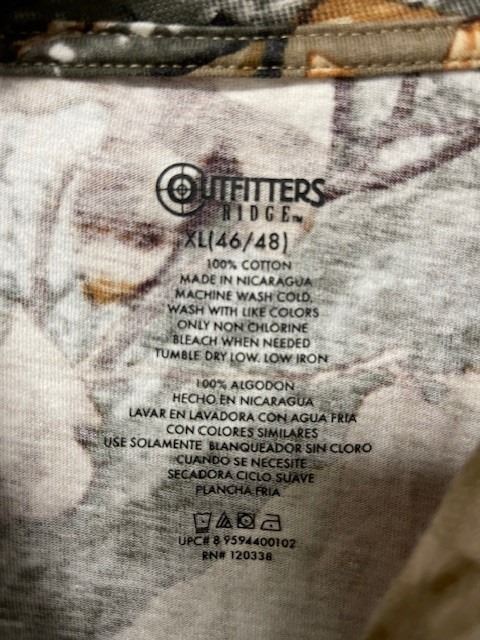 OUTFITTERS
RIDGE™
XL(46/48)
100% COTTON
MADE IN NICARAGUA
MACHINE WASH COLD,
WASH WITH LIKE COLORS
ONLY NON CHLORINE
BLEACH WHEN NEEDED
TUMBLE DRY LOW. LOW IRON
100% ALGODON
HECHO EN NICARAGUA
LAVAR EN LAVADORA CON AGUA FRIA
CON COLORES SIMILARES
USE SOLAMENTE BLANQUEADOR SIN CLORO
CUANDO SE NECESITE
SECADORA CICLO SUAVE
PLANCHA FRIA
UPC# 8 9594400102
RN# 120338